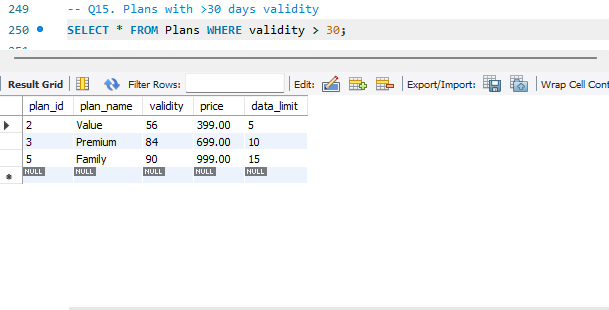 249 -- Q15. Plans with >30 days validity
250 SELECT * FROM Plans WHERE validity > 30;
Result Grid Filter Rows: Edit: Export/Import: Wrap Cell Cont
plan_id plan_name validity price data_limit
2 Value 56 399.00 5
3 Premium 84 699.00 10
5 Family 90 999.00 15
NULL NULL NULL NULL NULL